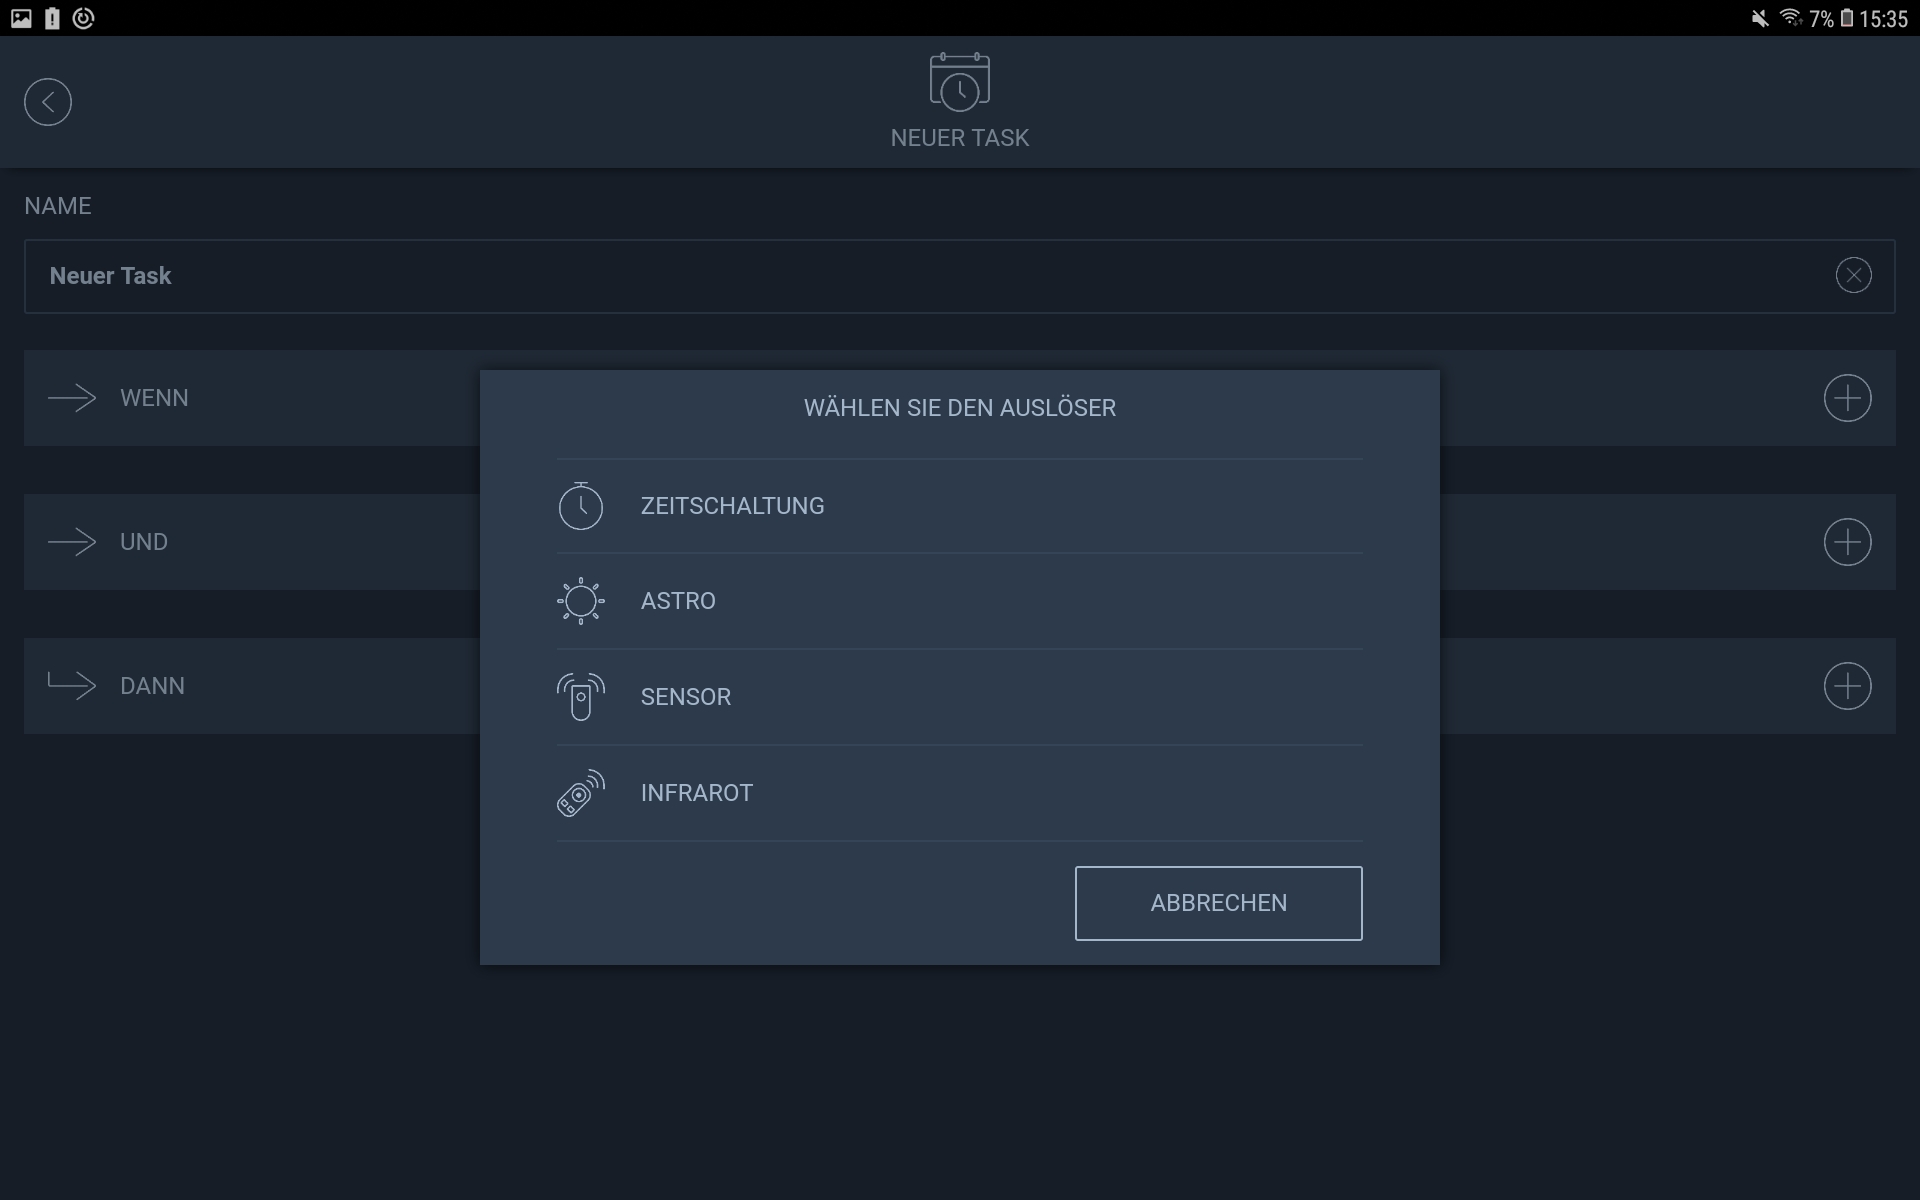 7% 15:35
NEUER TASK
NAME
Neuer Task
WENN
UND
DANN
WÄHLEN SIE DEN AUSLÖSER
ZEITSCHALTUNG
ASTRO
SENSOR
INFRAROT
ABBRECHEN